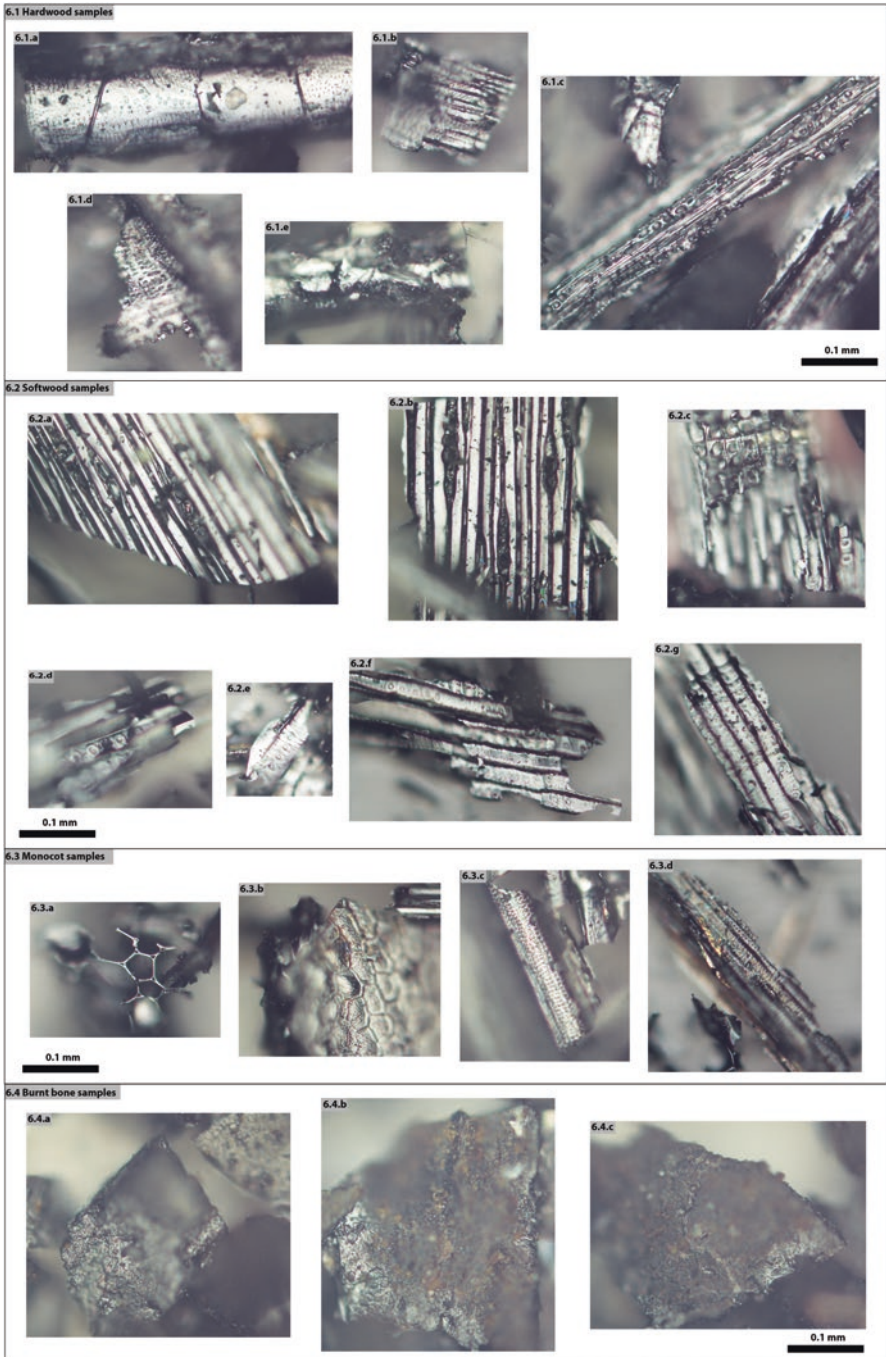 6.1 Hardwood samples
6.1.a
6.1.b
6.1.c
6.1.d
6.1.e
0.1 mm
6.2 Softwood samples
6.2.a
6.2.b
6.2.c
6.2.d
6.2.e
6.2.f
6.2.g
0.1 mm
6.3 Monocot samples
6.3.a
6.3.b
6.3.c
6.3.d
0.1 mm
6.4 Burnt bone samples
6.4.a
6.4.b
6.4.c
0.1 mm